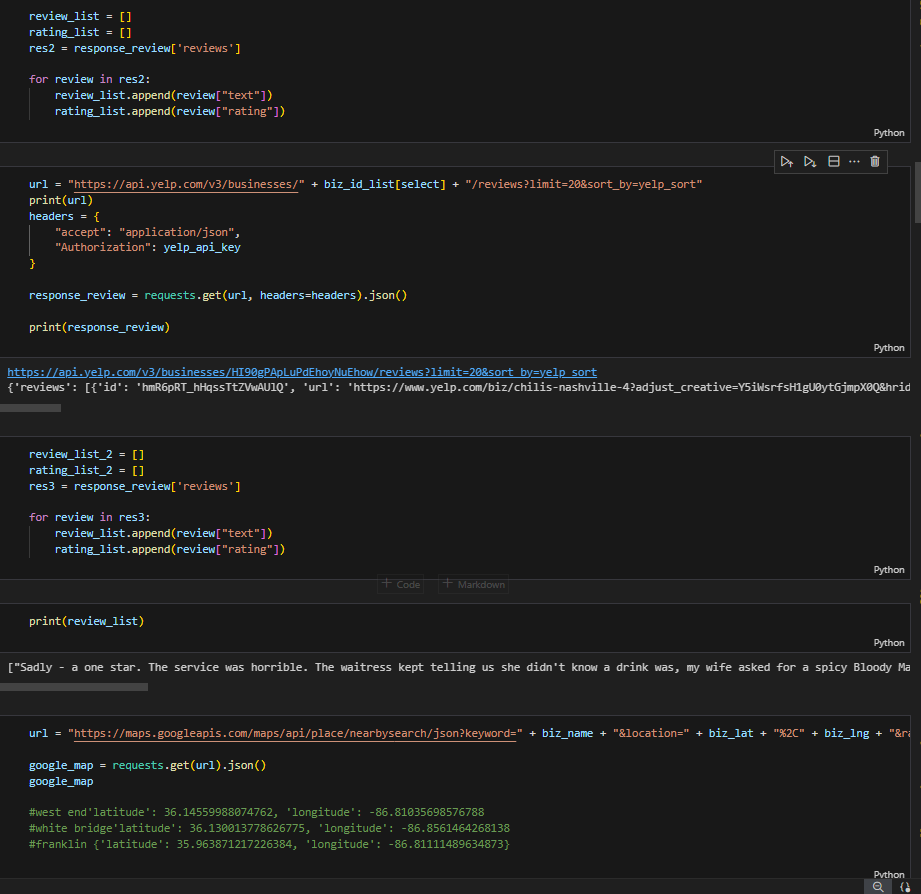 review_list = []
rating_list = []
res2 = response_review['reviews']
for review in res2:
    review_list.append(review["text"])
    rating_list.append(review["rating"])
Python
url = "https://api.yelp.com/v3/businesses/" + biz_id_list[select] + "/reviews?limit=20&sort_by=yelp_sort"
print(url)
headers = {
    "accept": "application/json",
    "Authorization": yelp_api_key
}
response_review = requests.get(url, headers=headers).json()
print(response_review)
Python
https://api.yelp.com/v3/businesses/HI90gPApLuPdEhoyNuEhow/reviews?limit=20&sort_by=yelp_sort
{'reviews': [{'id': 'hmR6pRT_hHqssTtZVwAUlQ', 'url': 'https://www.yelp.com/biz/chilis-nashville-4?adjust_creative=Y5iWsrfsH1gU0ytGjmpX0Q&hrid
review_list_2 = []
rating_list_2 = []
res3 = response_review['reviews']
for review in res3:
    review_list.append(review["text"])
    rating_list.append(review["rating"])
Python
+ Code + Markdown
print(review_list)
Python
["Sadly - a one star. The service was horrible. The waitress kept telling us she didn't know a drink was, my wife asked for a spicy Bloody Ma
url = "https://maps.googleapis.com/maps/api/place/nearbysearch/json?keyword=" + biz_name + "&location=" + biz_lat + "%2C" + biz_lng + "&ra
google_map = requests.get(url).json()
google_map
#west end'latitude': 36.14559988074762, 'longitude': -86.81035698576788
#white bridge'latitude': 36.130013778626775, 'longitude': -86.8561464268138
#franklin {'latitude': 35.963871217226384, 'longitude': -86.81111489634873}
Python